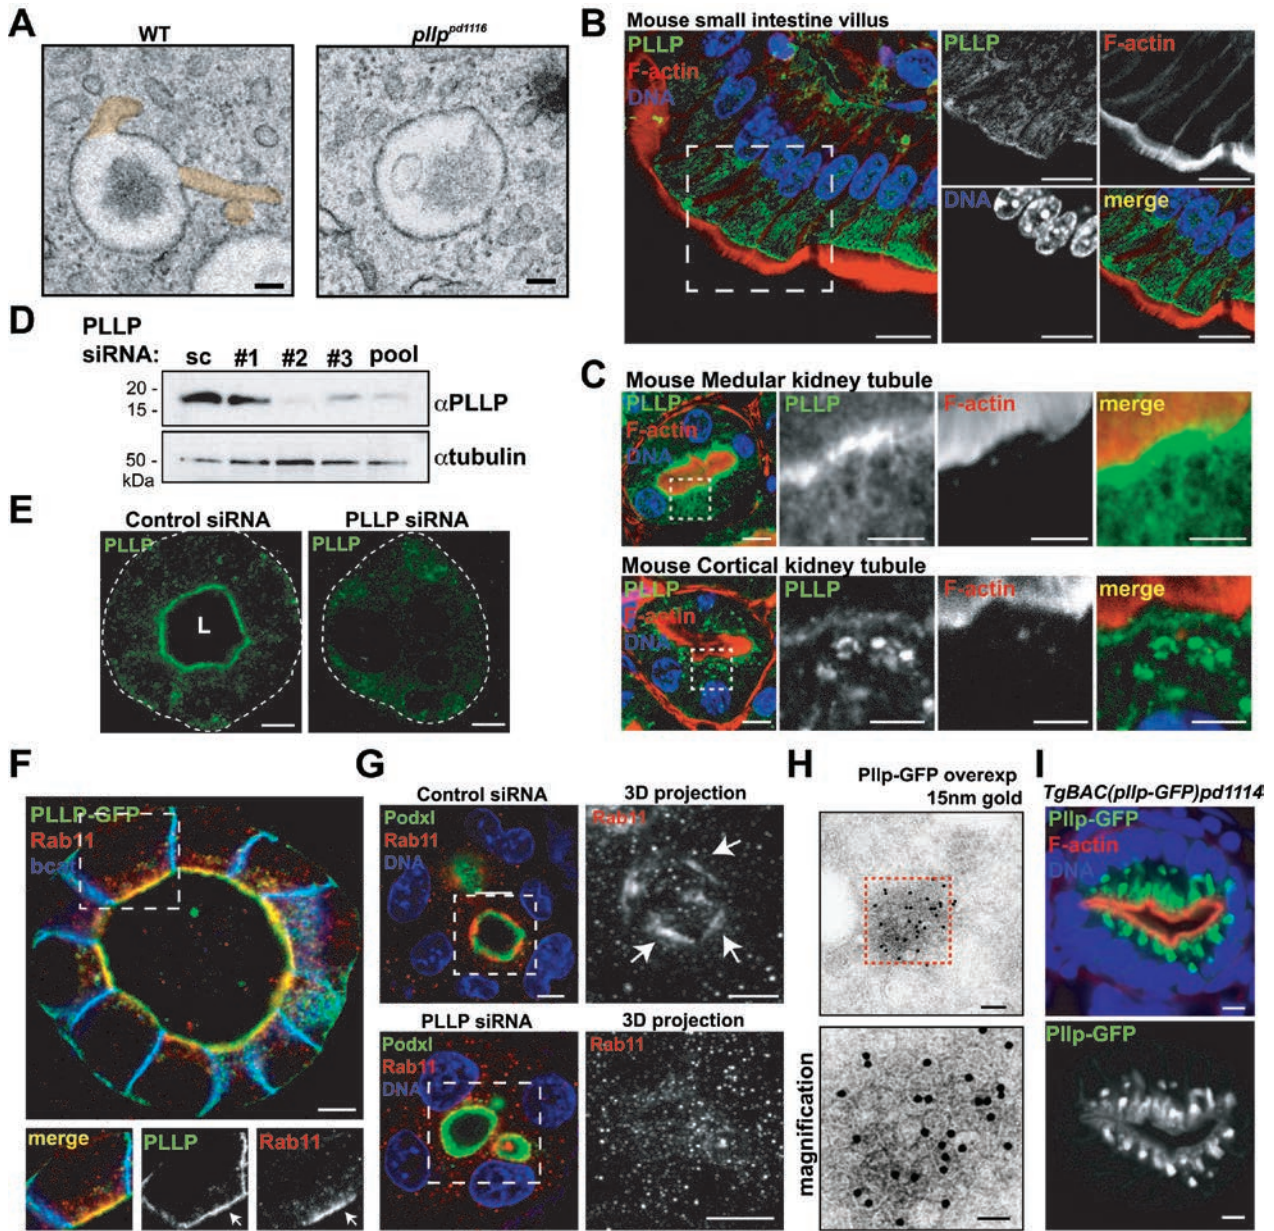 A
WT
pllp^pd1116
B
Mouse small intestine villus
PLLP
F-actin
DNA
PLLP
F-actin
DNA
merge
D
PLLP
siRNA:
sc #1 #2 #3 pool
20 -
15 -
αPLLP
50 -
kDa
αtubulin
C
Mouse Medular kidney tubule
PLLP
F-actin
DNA
PLLP
F-actin
merge
Mouse Cortical kidney tubule
PLLP
F-actin
DNA
PLLP
F-actin
merge
E
Control siRNA
PLLP siRNA
PLLP
L
PLLP
F
PLLP-GFP
Rab11
bcat
merge
PLLP
Rab11
G
Control siRNA
3D projection
Podxl
Rab11
DNA
Rab11
PLLP siRNA
3D projection
Podxl
Rab11
DNA
Rab11
H
Pllp-GFP overexp
15nm gold
magnification
I
TgBAC(pllp-GFP)pd1114
Pllp-GFP
F-actin
DNA
Pllp-GFP